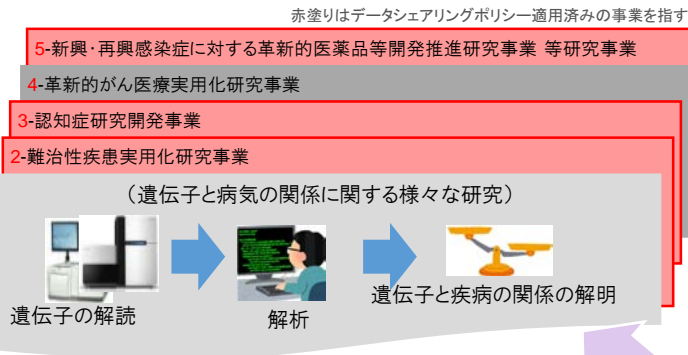 赤塗りはデータシェアリングポリシー適用済みの事業を指す
5-新興・再興感染症に対する革新的医薬品等開発推進研究事業 等研究事業
4-革新的がん医療実用化研究事業
3-認知症研究開発事業
2-難治性疾患実用化研究事業
（遺伝子と病気の関係に関する様々な研究）
遺伝子の解読
解析
遺伝子と疾病の関係の解明